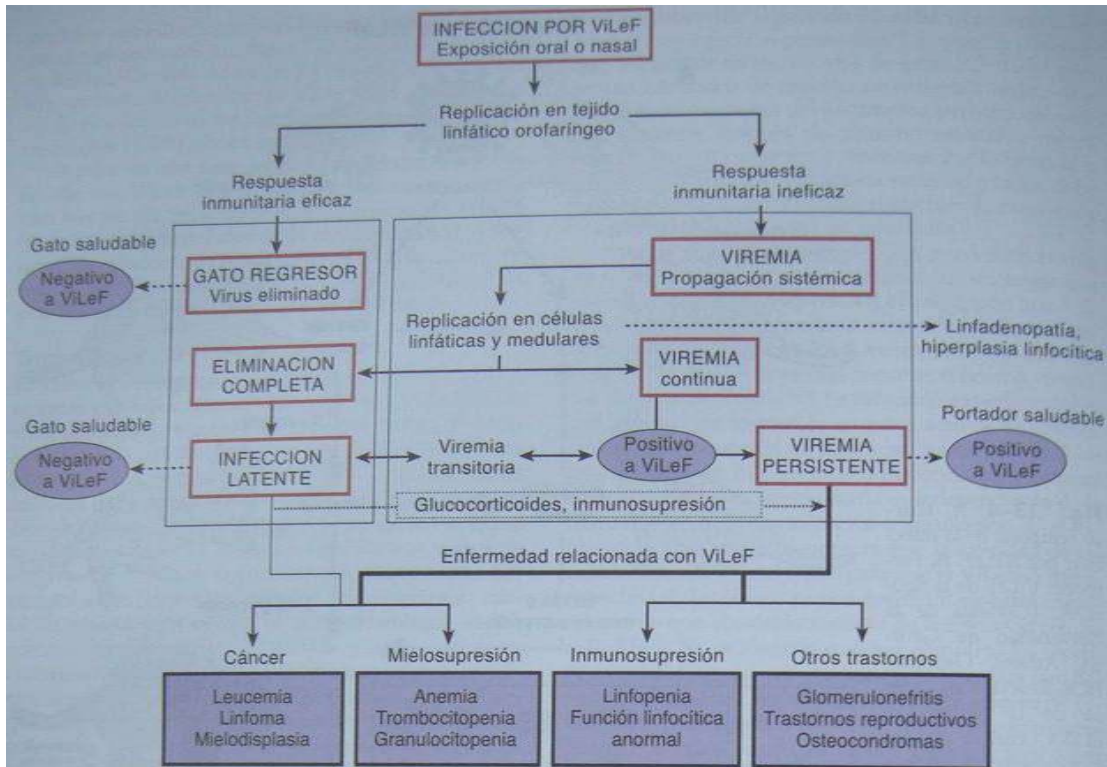 INFECCION POR ViLeF
Exposición oral o nasal
Replicación en tejido
linfático orofaríngeo
Respuesta
inmunitaria eficaz
Respuesta
inmunitaria ineficaz
Gato saludable
Negativo
a ViLeF
GATO REGRESOR
Virus eliminado
VIREMIA
Propagación sistémica
Replicación en células
linfáticas y medulares
Linfadenopatía,
hiperplasia linfocítica
ELIMINACION
COMPLETA
VIREMIA
continua
Gato saludable
Negativo
a ViLeF
INFECCION
LATENTE
Viremia
transitoria
Positivo
a ViLeF
VIREMIA
PERSISTENTE
Portador saludable
Positivo
a ViLeF
Glucocorticoides, inmunosupresión
Enfermedad relacionada con ViLeF
Cáncer
Leucemia
Linfoma
Mielodisplasia
Mielosupresión
Anemia
Trombocitopenia
Granulocitopenia
Inmunosupresión
Linfopenia
Función linfocítica
anormal
Otros trastornos
Glomerulonefritis
Trastornos reproductivos
Osteocondromas